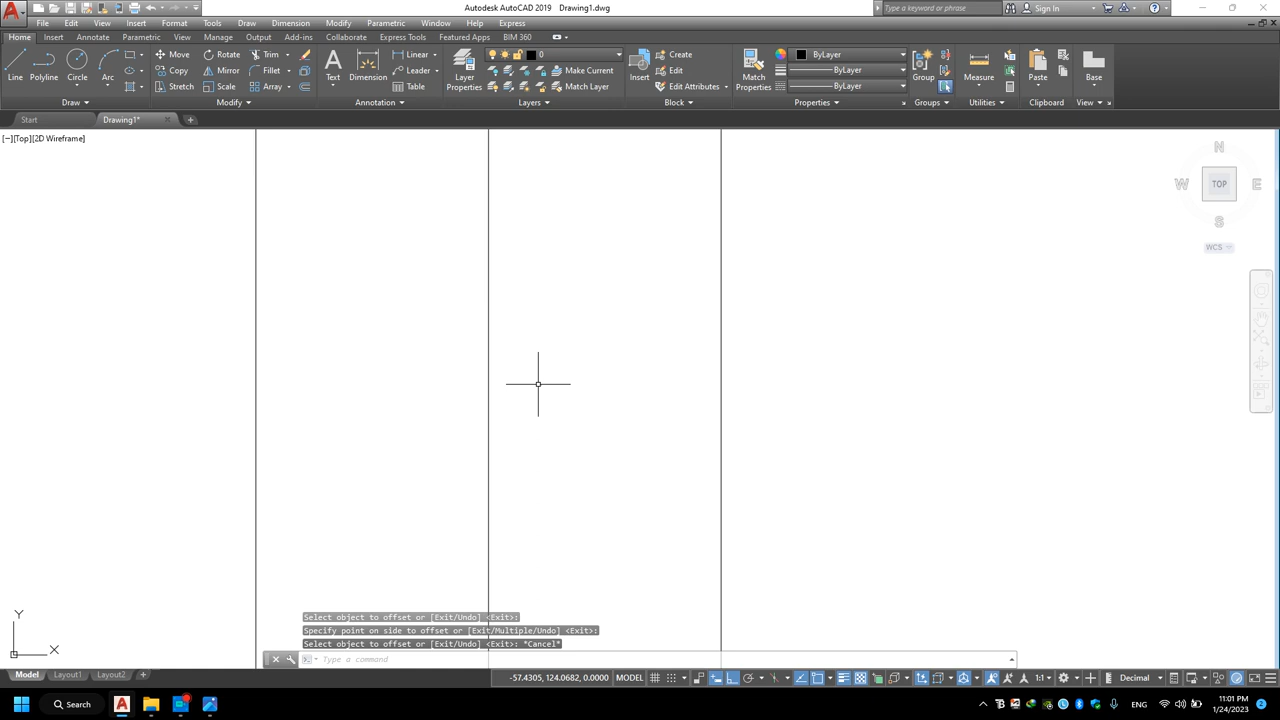 Autodesk AutoCAD 2019 Drawing1.dwg
Type a keyword or phrase
Sign In
File Edit View Insert Format Tools Draw Dimension Modify Parametric Window Help Express
Home Insert Annotate Parametric View Manage Output Add-ins Collaborate Express Tools Featured Apps BIM 360
Line Polyline Circle Arc
Move Rotate Trim
Copy Mirror Fillet
Stretch Scale Array
Text Dimension
Linear
Leader
Table
Layer Properties
0
Make Current
Match Layer
Insert
Create
Edit
Edit Attributes
Match Properties
ByLayer
ByLayer
ByLayer
Group
Measure
Paste
Base
Draw Modify Annotation Layers Block Properties Groups Utilities Clipboard View
Start Drawing1*
[−][Top][2D Wireframe]
N
W TOP E
S
WCS
Y
X
Select object to offset or [Exit/Undo] <Exit>:
Specify point on side to offset or [Exit/Multiple/Undo] <Exit>:
Select object to offset or [Exit/Undo] <Exit>: *Cancel*
Type a command
Model Layout1 Layout2
-57.4305, 124.0682, 0.0000 MODEL
1:1
Decimal
Search
ENG
11:01 PM
1/24/2023
2